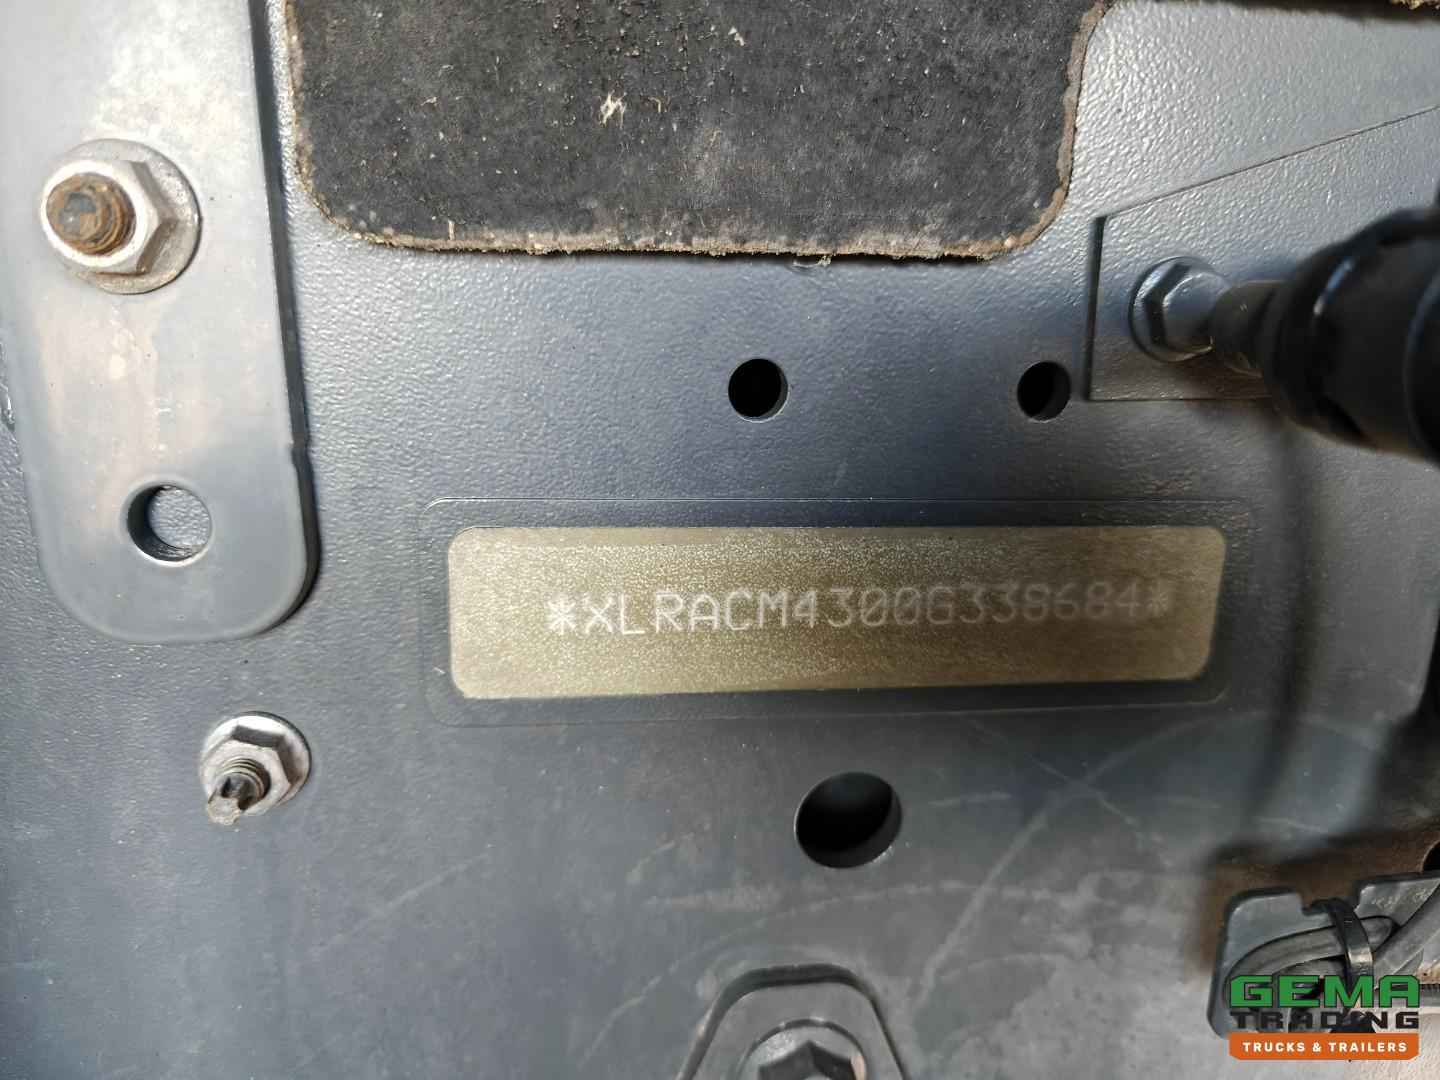 *XLRACM4300G338684*
GEMA
TRADING
TRUCKS & TRAILERS